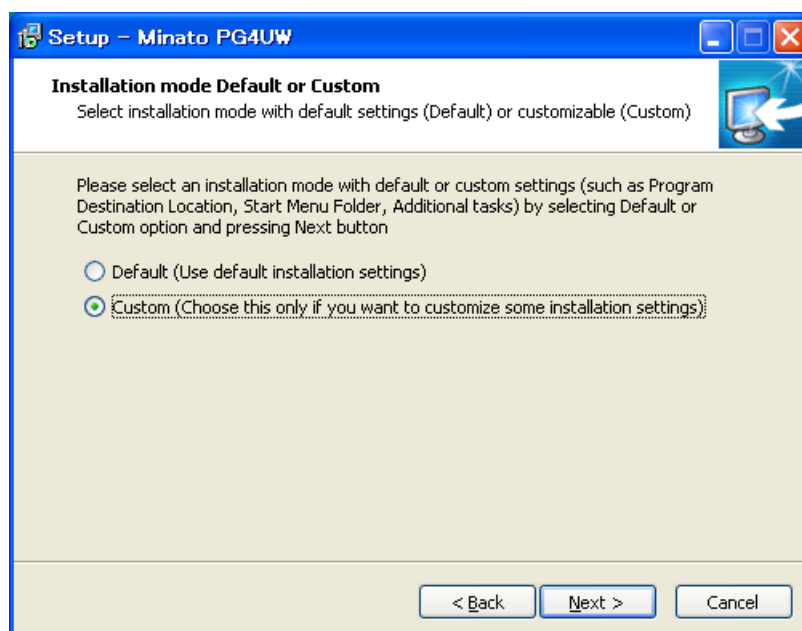 Setup - Minato PG4UW
Installation mode Default or Custom
Select installation mode with default settings (Default) or customizable (Custom)
Please select an installation mode with default or custom settings (such as Program
Destination Location, Start Menu Folder, Additional tasks) by selecting Default or
Custom option and pressing Next button
Default (Use default installation settings)
Custom (Choose this only if you want to customize some installation settings)
< Back
Next >
Cancel